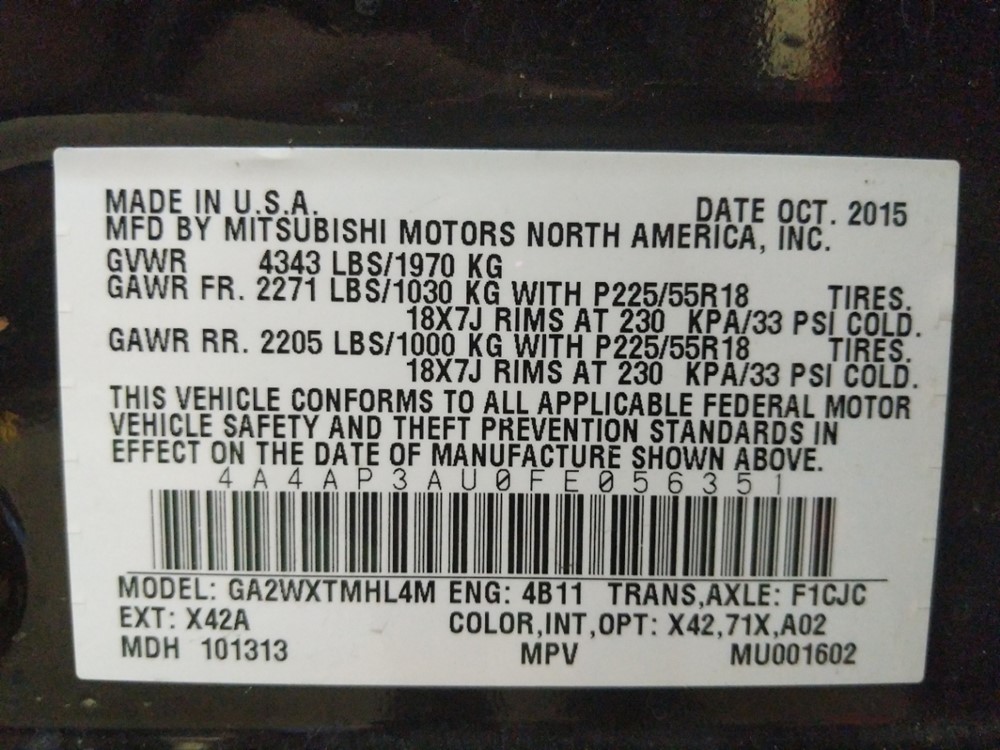 MADE IN U.S.A. DATE OCT. 2015
MFD BY MITSUBISHI MOTORS NORTH AMERICA, INC.
GVWR 4343 LBS/1970 KG
GAWR FR. 2271 LBS/1030 KG WITH P225/55R18 TIRES.
18X7J RIMS AT 230 KPA/33 PSI COLD.
GAWR RR. 2205 LBS/1000 KG WITH P225/55R18 TIRES.
18X7J RIMS AT 230 KPA/33 PSI COLD.
THIS VEHICLE CONFORMS TO ALL APPLICABLE FEDERAL MOTOR
VEHICLE SAFETY AND THEFT PREVENTION STANDARDS IN
EFFECT ON THE DATE OF MANUFACTURE SHOWN ABOVE.
4A4AP3AU0FE056351
MODEL: GA2WXTMHL4M ENG: 4B11 TRANS,AXLE: F1CJC
EXT: X42A COLOR,INT,OPT: X42,71X,A02
MDH 101313 MPV MU001602